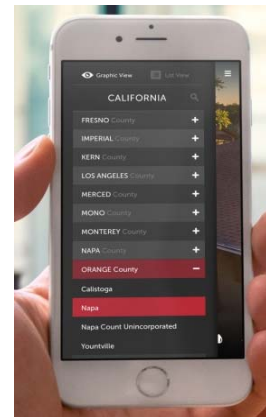 Graphic View List View
CALIFORNIA
FRESNO County
IMPERIAL County
KERN County
LOS ANGELES County
MERCED County
MONO County
MONTEREY County
NAPA County
ORANGE County
Calistoga
Napa
Napa Count Unincorporated
Yountville